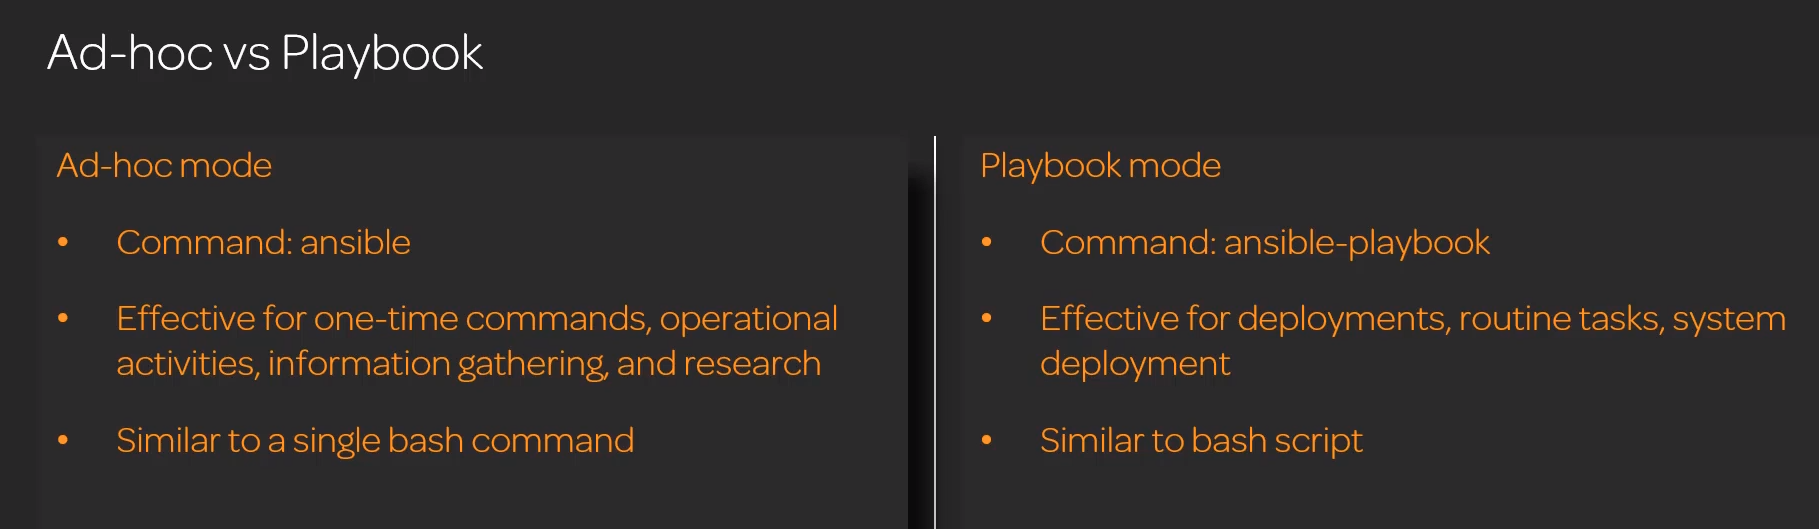 Ad-hoc vs Playbook
Ad-hoc mode
• Command: ansible
• Effective for one-time commands, operational
activities, information gathering, and research
• Similar to a single bash command
Playbook mode
• Command: ansible-playbook
• Effective for deployments, routine tasks, system
deployment
• Similar to bash script